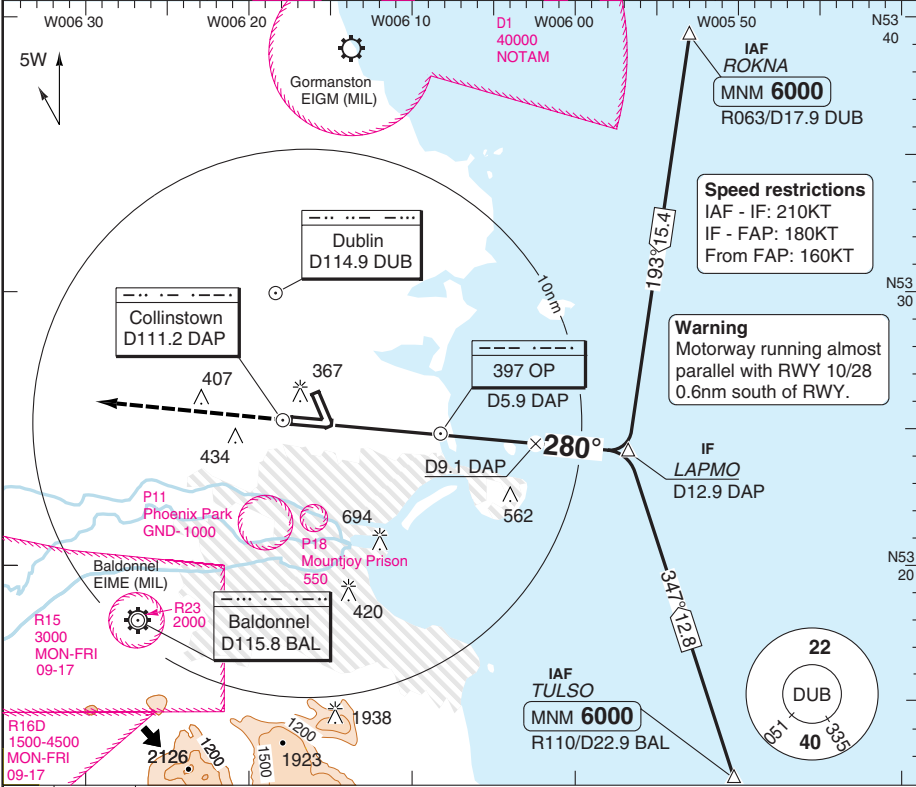 W006 30
W006 20
W006 10
W006 00
W005 50
N53
40
5W
D1
40000
NOTAM
Gormanston
EIGM (MIL)
IAF
ROKNA
MNM 6000
R063/D17.9 DUB
Speed restrictions
IAF - IF: 210KT
IF - FAP: 180KT
From FAP: 160KT
193° 15.4
Dublin
D114.9 DUB
10nm
N53
30
Collinstown
D111.2 DAP
Warning
Motorway running almost
parallel with RWY 10/28
0.6nm south of RWY.
397 OP
D5.9 DAP
407
367
434
280°
D9.1 DAP
IF
LAPMO
D12.9 DAP
562
P11
Phoenix Park
GND-1000
694
P18
Mountjoy Prison
550
420
N53
20
Baldonnel
EIME (MIL)
R23
2000
Baldonnel
D115.8 BAL
R15
3000
MON-FRI
09-17
347° 12.8
IAF
TULSO
MNM 6000
R110/D22.9 BAL
22
DUB
051
335
40
R16D
1500-4500
MON-FRI
09-17
2126
1200
1500
1200
1938
1923